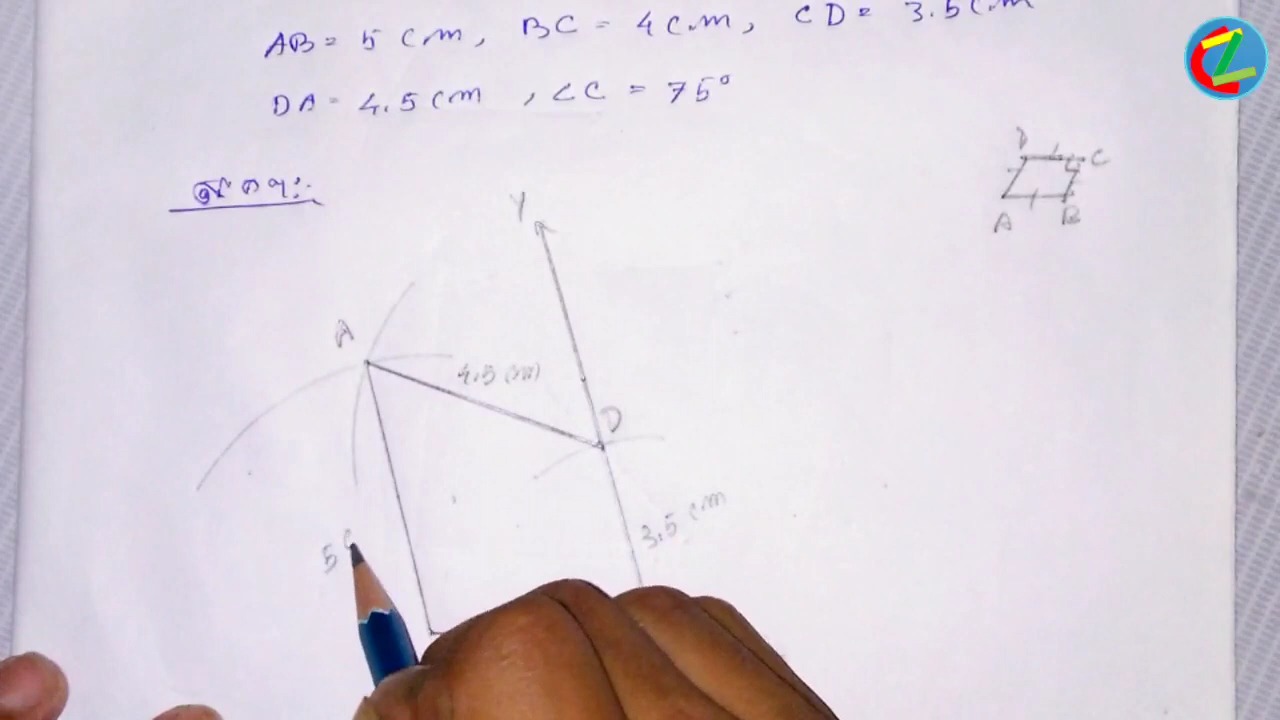 AB = 5 cm, BC = 4 cm, CD = 3.5 cm
DA = 4.5 cm, ∠C = 75°
D C
A B
Y
A
4.5 cm
D
3.5 cm
5 c